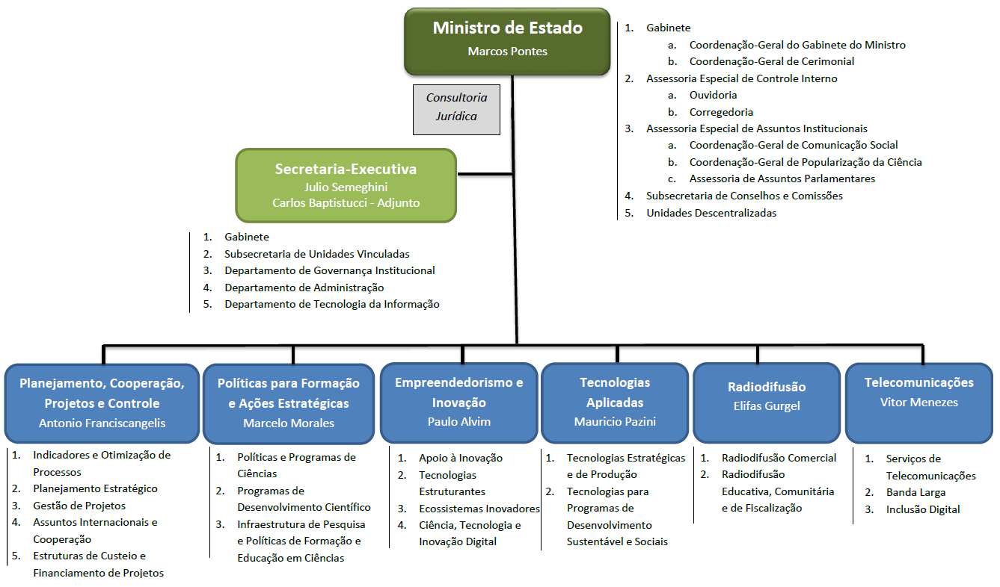 Ministro de Estado
Marcos Pontes
1. Gabinete
a. Coordenação-Geral do Gabinete do Ministro
b. Coordenação-Geral de Cerimonial
2. Assessoria Especial de Controle Interno
a. Ouvidoria
b. Corregedoria
3. Assessoria Especial de Assuntos Institucionais
a. Coordenação-Geral de Comunicação Social
b. Coordenação-Geral de Popularização da Ciência
c. Assessoria de Assuntos Parlamentares
4. Subsecretaria de Conselhos e Comissões
5. Unidades Descentralizadas
Consultoria
Jurídica
Secretaria-Executiva
Julio Semeghini
Carlos Baptistucci - Adjunto
1. Gabinete
2. Subsecretaria de Unidades Vinculadas
3. Departamento de Governança Institucional
4. Departamento de Administração
5. Departamento de Tecnologia da Informação
Planejamento, Cooperação,
Projetos e Controle
Antonio Franciscangelis
1. Indicadores e Otimização de
Processos
2. Planejamento Estratégico
3. Gestão de Projetos
4. Assuntos Internacionais e
Cooperação
5. Estruturas de Custeio e
Financiamento de Projetos
Políticas para Formação
e Ações Estratégicas
Marcelo Morales
1. Políticas e Programas de
Ciências
2. Programas de
Desenvolvimento Científico
3. Infraestrutura de Pesquisa
e Políticas de Formação e
Educação em Ciências
Empreendedorismo e
Inovação
Paulo Alvim
1. Apoio à Inovação
2. Tecnologias
Estruturantes
3. Ecossistemas Inovadores
4. Ciência, Tecnologia e
Inovação Digital
Tecnologias
Aplicadas
Mauricio Pazini
1. Tecnologias Estratégicas
e de Produção
2. Tecnologias para
Programas de
Desenvolvimento
Sustentável e Sociais
Radiodifusão
Elifas Gurgel
1. Radiodifusão Comercial
2. Radiodifusão
Educativa, Comunitária
e de Fiscalização
Telecomunicações
Vitor Menezes
1. Serviços de
Telecomunicações
2. Banda Larga
3. Inclusão Digital